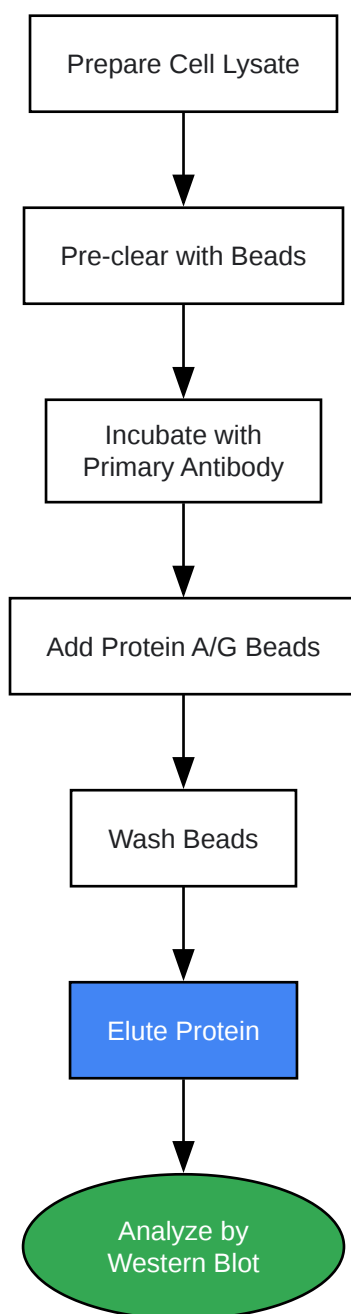 Prepare Cell Lysate
Pre-clear with Beads
Incubate with
Primary Antibody
Add Protein A/G Beads
Wash Beads
Elute Protein
Analyze by
Western Blot